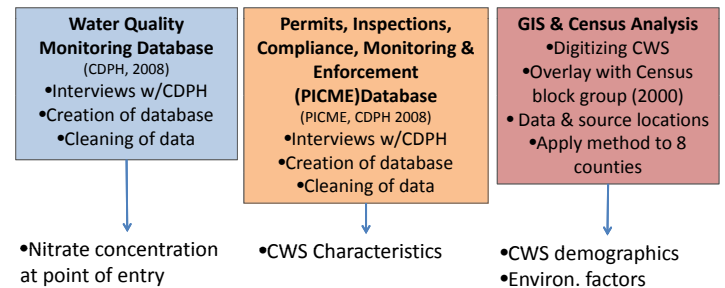 Water Quality
Monitoring Database
(CDPH, 2008)
•Interviews w/CDPH
•Creation of database
•Cleaning of data
Permits, Inspections,
Compliance, Monitoring &
Enforcement
(PICME)Database
(PICME, CDPH 2008)
•Interviews w/CDPH
•Creation of database
•Cleaning of data
GIS & Census Analysis
•Digitizing CWS
•Overlay with Census
block group (2000)
• Data & source locations
•Apply method to 8
counties
•Nitrate concentration
at point of entry
•CWS Characteristics
•CWS demographics
•Environ. factors